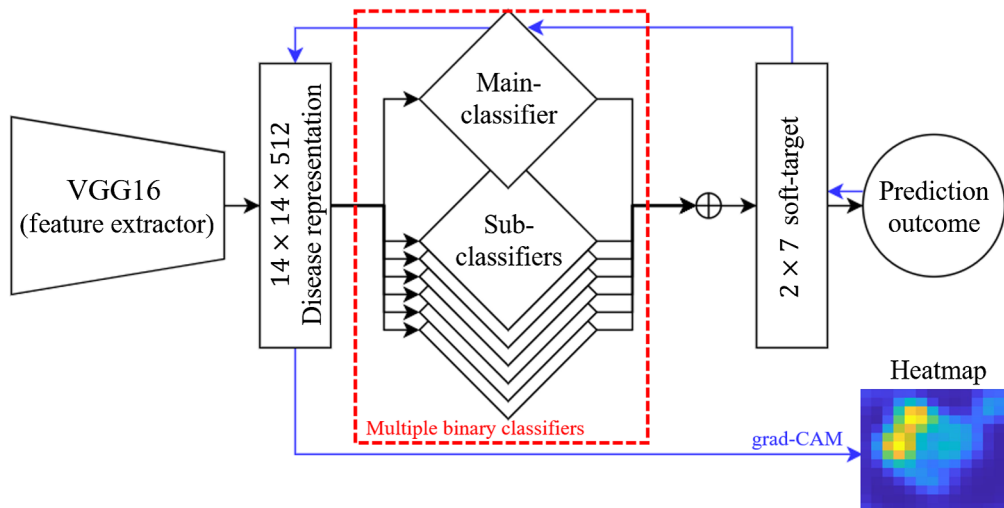 VGG16
(feature extractor)
14 × 14 × 512
Disease representation
Main-
classifier
Sub-
classifiers
Multiple binary classifiers
2 × 7 soft-target
Prediction
outcome
Heatmap
grad-CAM